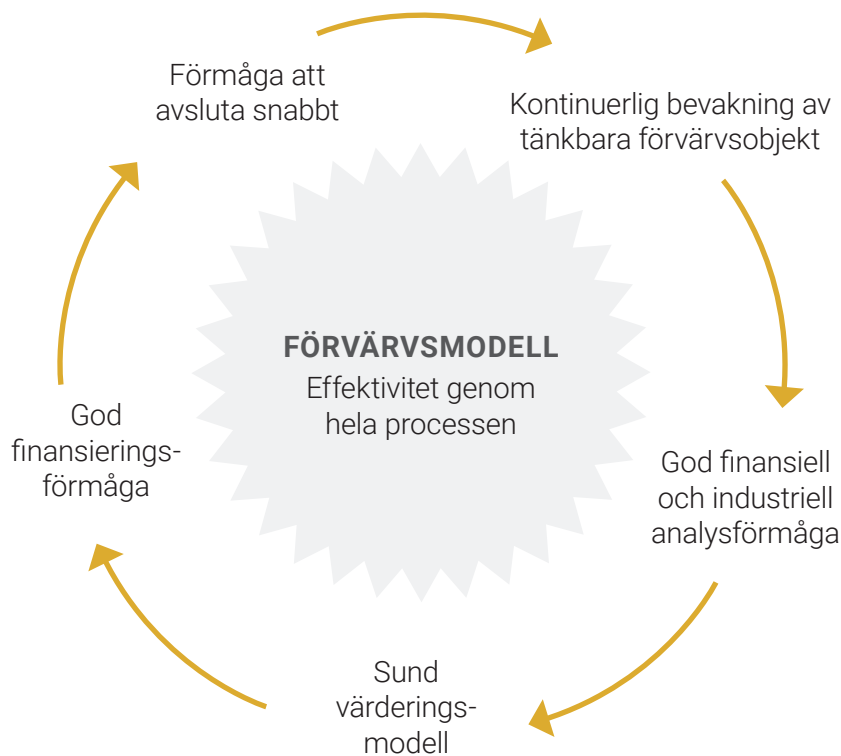 Förmåga att
avsluta snabbt
Kontinuerlig bevakning av
tänkbara förvärvsobjekt
FÖRVÄRVSMODELL
Effektivitet genom
hela processen
God
finansierings-
förmåga
God finansiell
och industriell
analysförmåga
Sund
värderings-
modell